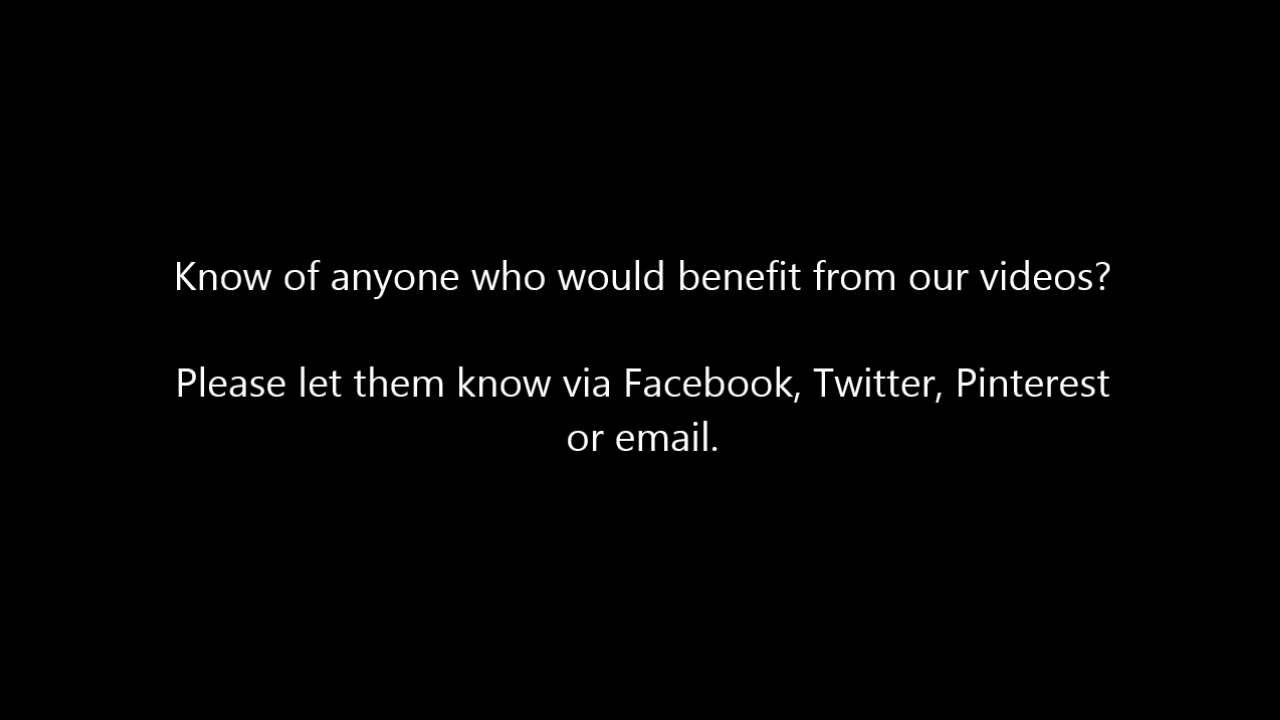 Know of anyone who would benefit from our videos?
Please let them know via Facebook, Twitter, Pinterest
or email.